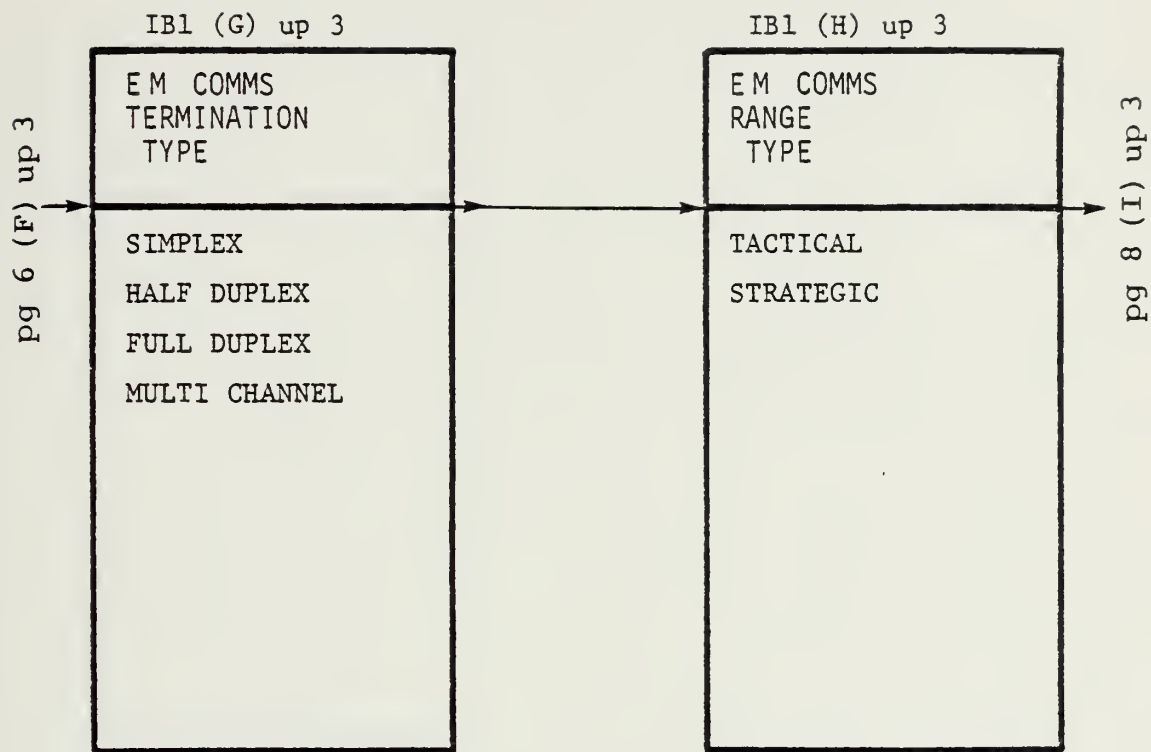 IB1 (G) up 3
IB1 (H) up 3
pg 6 (F) up 3
EM COMMS
TERMINATION
TYPE
SIMPLEX
HALF DUPLEX
FULL DUPLEX
MULTI CHANNEL
EM COMMS
RANGE
TYPE
TACTICAL
STRATEGIC
pg 8 (I) up 3